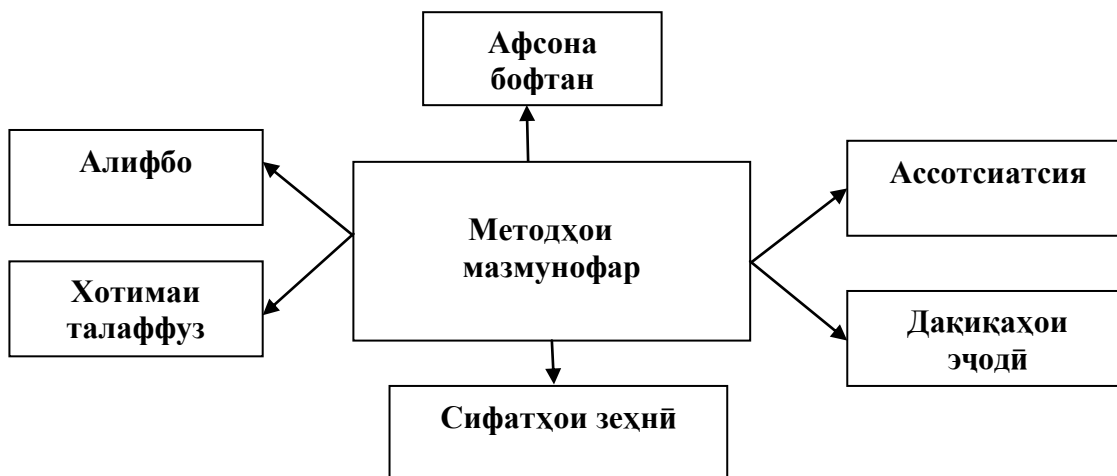 Афсона
бофтан
Алифбо
Ассотсиатсия
Методҳои
мазмунофар
Хотимаи
талаффуз
Дақиқаҳои
эҷодӣ
Сифатҳои зеҳнӣ